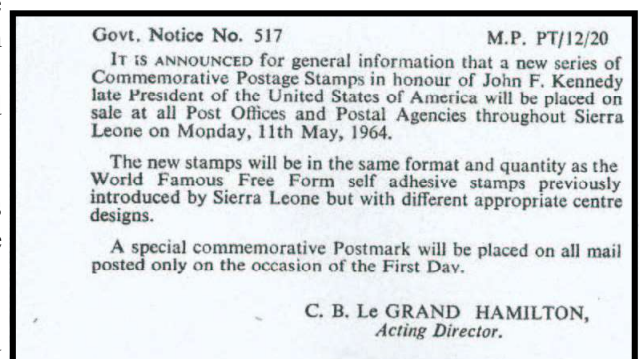 Govt. Notice No. 517 M.P. PT/12/20
IT IS ANNOUNCED for general information that a new series of
Commemorative Postage Stamps in honour of John F. Kennedy
late President of the United States of America will be placed on
sale at all Post Offices and Postal Agencies throughout Sierra
Leone on Monday, 11th May, 1964.
The new stamps will be in the same format and quantity as the
World Famous Free Form self adhesive stamps previously
introduced by Sierra Leone but with different appropriate centre
designs.
A special commemorative Postmark will be placed on all mail
posted only on the occasion of the First Day.
C. B. Le GRAND HAMILTON,
Acting Director.